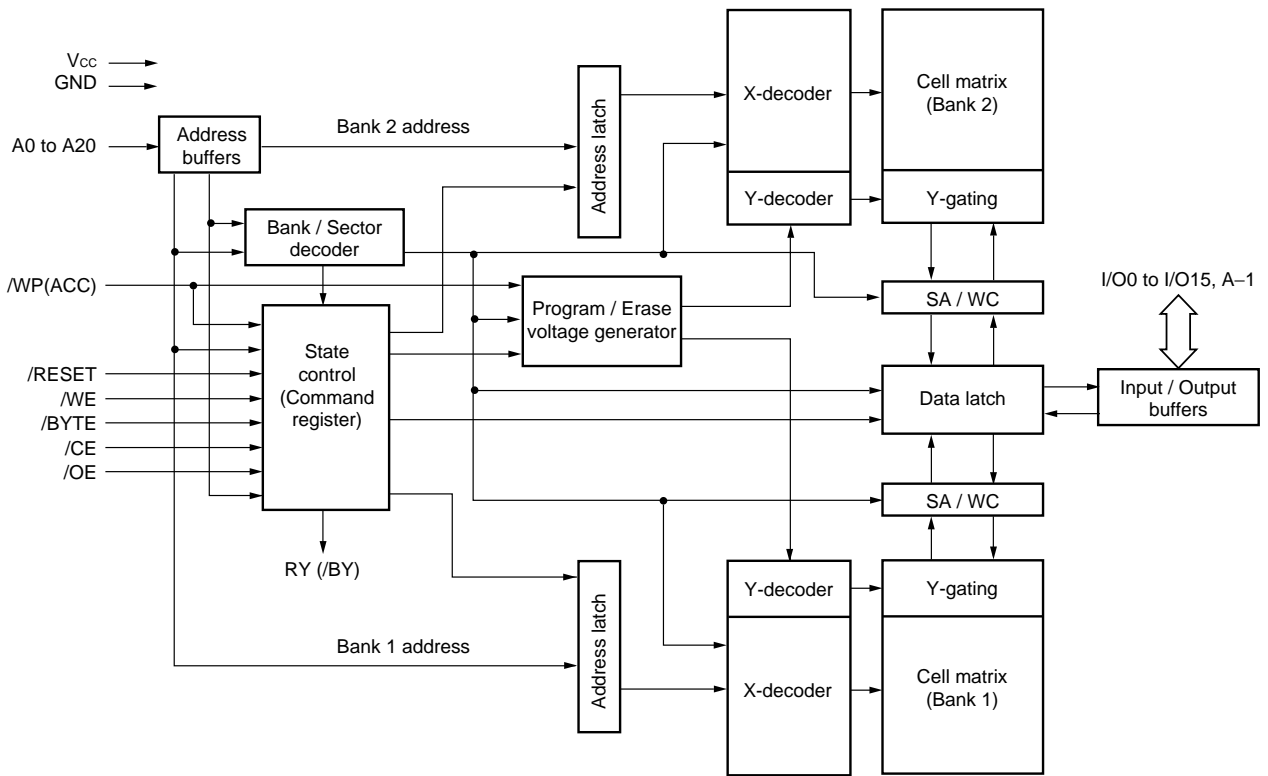 Vcc
GND
A0 to A20
Address
buffers
Bank 2 address
Address latch
X-decoder
Cell matrix
(Bank 2)
Y-decoder
Y-gating
Bank / Sector
decoder
/WP(ACC)
Program / Erase
voltage generator
SA / WC
I/O0 to I/O15, A−1
State
control
(Command
register)
/RESET
/WE
/BYTE
/CE
/OE
Data latch
Input / Output
buffers
SA / WC
RY (/BY)
Bank 1 address
Address latch
Y-decoder
Y-gating
X-decoder
Cell matrix
(Bank 1)